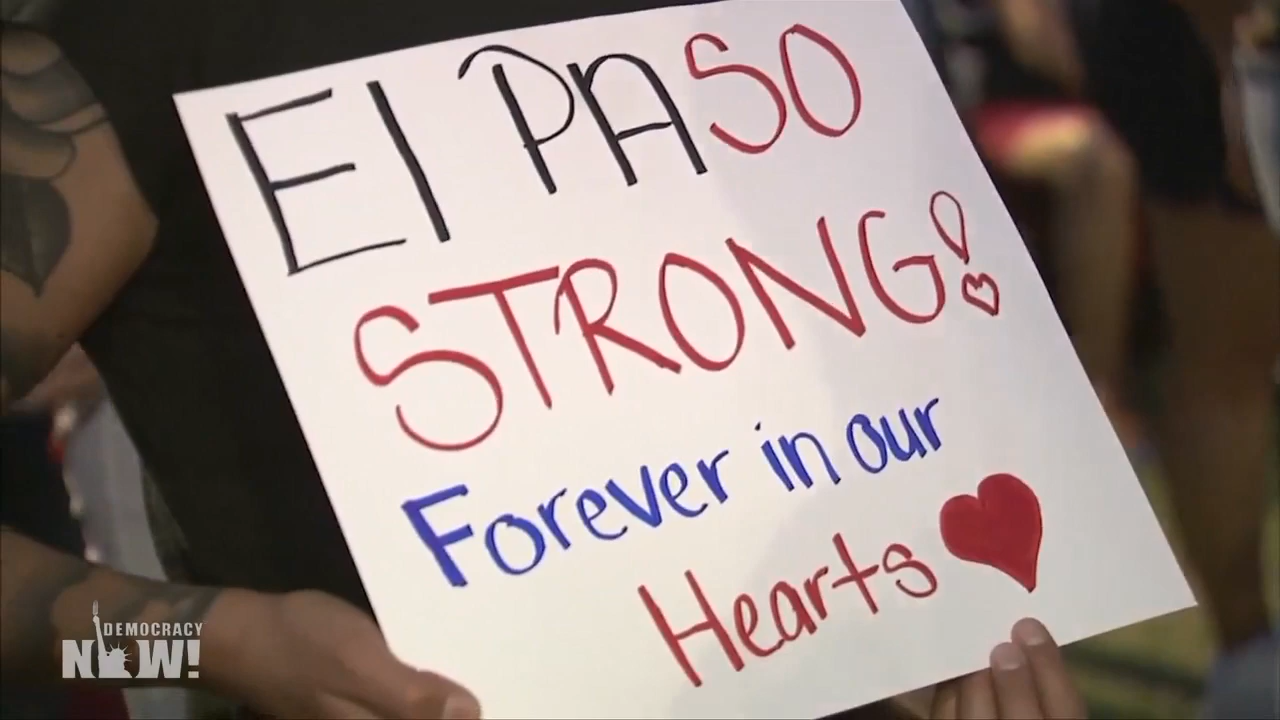 El PASO
STRONG!
Forever in our
Hearts
DEMOCRACY
NOW!